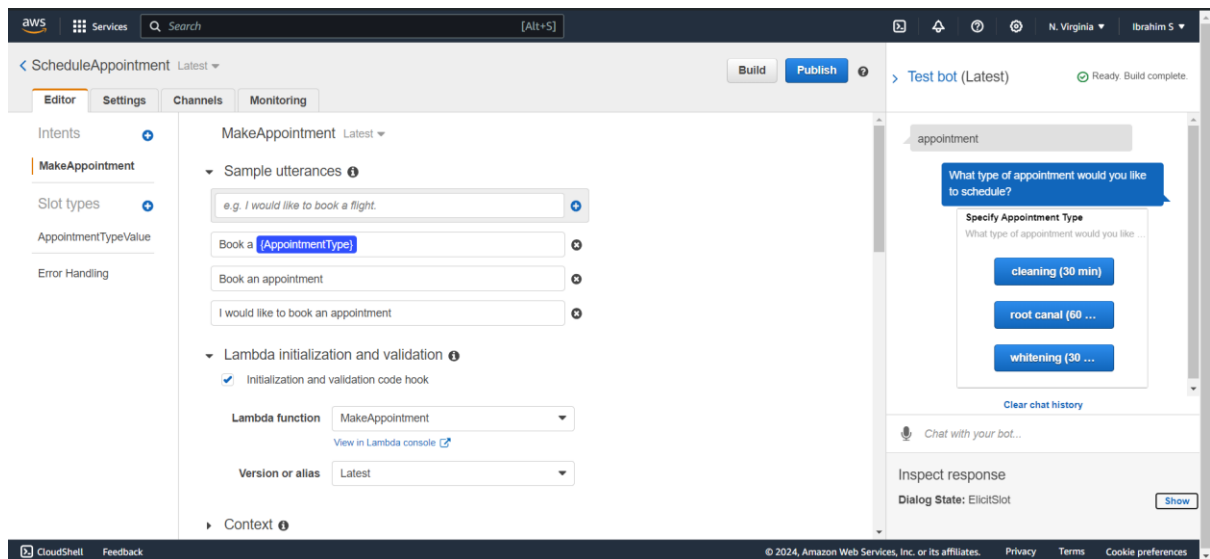 aws
Services
Search
[Alt+S]
N. Virginia
Ibrahim S
ScheduleAppointment Latest
Build
Publish
Editor
Settings
Channels
Monitoring
Intents
MakeAppointment
Slot types
AppointmentTypeValue
Error Handling
MakeAppointment Latest
Sample utterances
e.g. I would like to book a flight.
Book a {AppointmentType}
Book an appointment
I would like to book an appointment
Lambda initialization and validation
Initialization and validation code hook
Lambda function
MakeAppointment
View in Lambda console
Version or alias
Latest
Context
Test bot (Latest)
Ready. Build complete.
appointment
What type of appointment would you like
to schedule?
Specify Appointment Type
What type of appointment would you like ...
cleaning (30 min)
root canal (60 ...
whitening (30 ...
Clear chat history
Chat with your bot...
Inspect response
Dialog State: ElicitSlot
Show
CloudShell
Feedback
© 2024, Amazon Web Services, Inc. or its affiliates.
Privacy
Terms
Cookie preferences